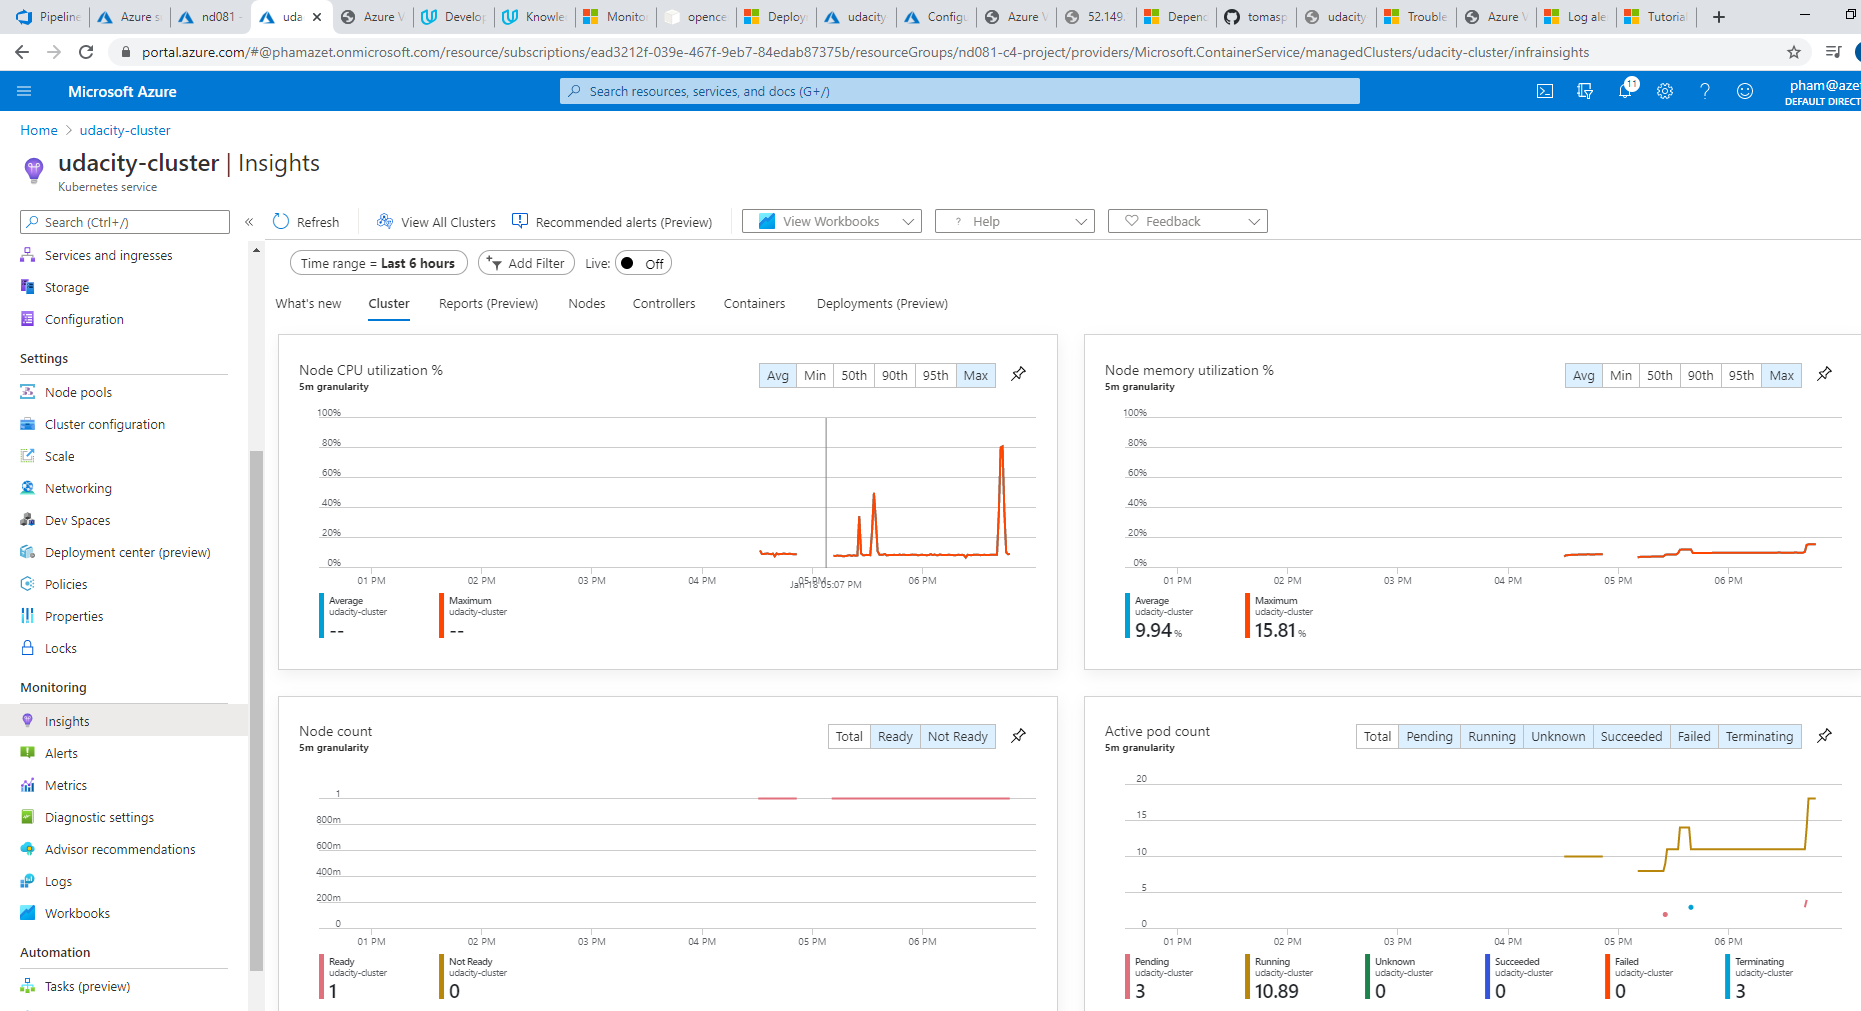 Pipeline
Azure s
nd081 -
uda
Azure V
Develop
Knowle
Monito
opence
Deploy
udacity
Config
Azure V
52.149.
Depend
tomasp
udacity
Trouble
Azure V
Log ale
Tutorial
portal.azure.com/#@phamazet.onmicrosoft.com/resource/subscriptions/ead3212f-039e-467f-9eb7-84edab87375b/resourceGroups/nd081-c4-project/providers/Microsoft.ContainerService/managedClusters/udacity-cluster/infrainsights
Microsoft Azure
Search resources, services, and docs (G+/)
11
pham@aze
DEFAULT DIRECT
Home > udacity-cluster
udacity-cluster | Insights
Kubernetes service
Search (Ctrl+/)
«
Refresh
View All Clusters
Recommended alerts (Preview)
View Workbooks
? Help
Feedback
Services and ingresses
Storage
Configuration
Settings
Node pools
Cluster configuration
Scale
Networking
Dev Spaces
Deployment center (preview)
Policies
Properties
Locks
Monitoring
Insights
Alerts
Metrics
Diagnostic settings
Advisor recommendations
Logs
Workbooks
Automation
Tasks (preview)
Time range = Last 6 hours
Add Filter
Live: Off
What's new
Cluster
Reports (Preview)
Nodes
Controllers
Containers
Deployments (Preview)
Node CPU utilization %
5m granularity
Avg Min 50th 90th 95th Max
100%
80%
60%
40%
20%
0%
01 PM 02 PM 03 PM 04 PM 05 PM 06 PM
Jan 18 05:07 PM
Average
udacity-cluster
--
Maximum
udacity-cluster
--
Node memory utilization %
5m granularity
Avg Min 50th 90th 95th Max
100%
80%
60%
40%
20%
0%
01 PM 02 PM 03 PM 04 PM 05 PM 06 PM
Average
udacity-cluster
9.94 %
Maximum
udacity-cluster
15.81 %
Node count
5m granularity
Total Ready Not Ready
1
800m
600m
400m
200m
0
01 PM 02 PM 03 PM 04 PM 05 PM 06 PM
Ready
udacity-cluster
1
Not Ready
udacity-cluster
0
Active pod count
5m granularity
Total Pending Running Unknown Succeeded Failed Terminating
20
15
10
5
0
01 PM 02 PM 03 PM 04 PM 05 PM 06 PM
Pending
udacity-cluster
3
Running
udacity-cluster
10.89
Unknown
udacity-cluster
0
Succeeded
udacity-cluster
0
Failed
udacity-cluster
0
Terminating
udacity-cluster
3